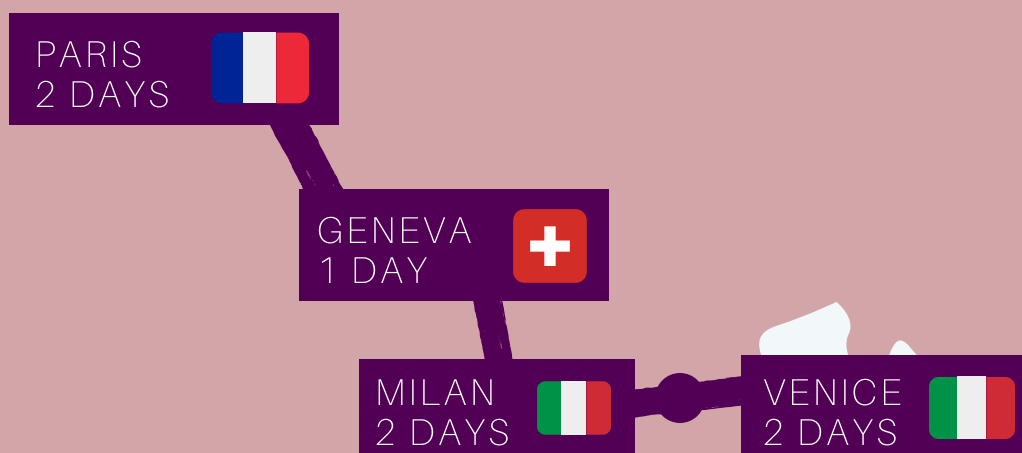 PARIS
2 DAYS
GENEVA
1 DAY
MILAN
2 DAYS
VENICE
2 DAYS